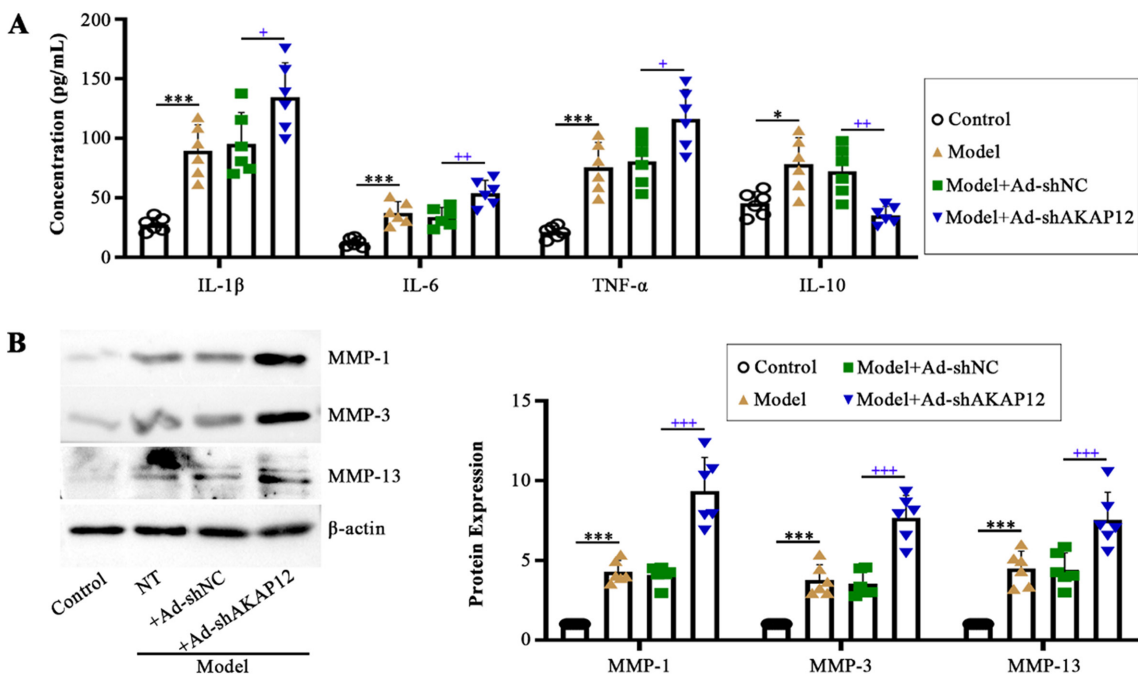 A
Concentration (pg/mL)
200
150
100
50
0
***
+
***
++
***
+
*
++
IL-1β
IL-6
TNF-α
IL-10
Control
Model
Model+Ad-shNC
Model+Ad-shAKAP12
B
MMP-1
MMP-3
MMP-13
β-actin
Control
NT
+Ad-shNC
+Ad-shAKAP12
Model
Control
Model+Ad-shNC
Model
Model+Ad-shAKAP12
Protein Expression
15
10
5
0
***
+++
***
+++
***
+++
MMP-1
MMP-3
MMP-13